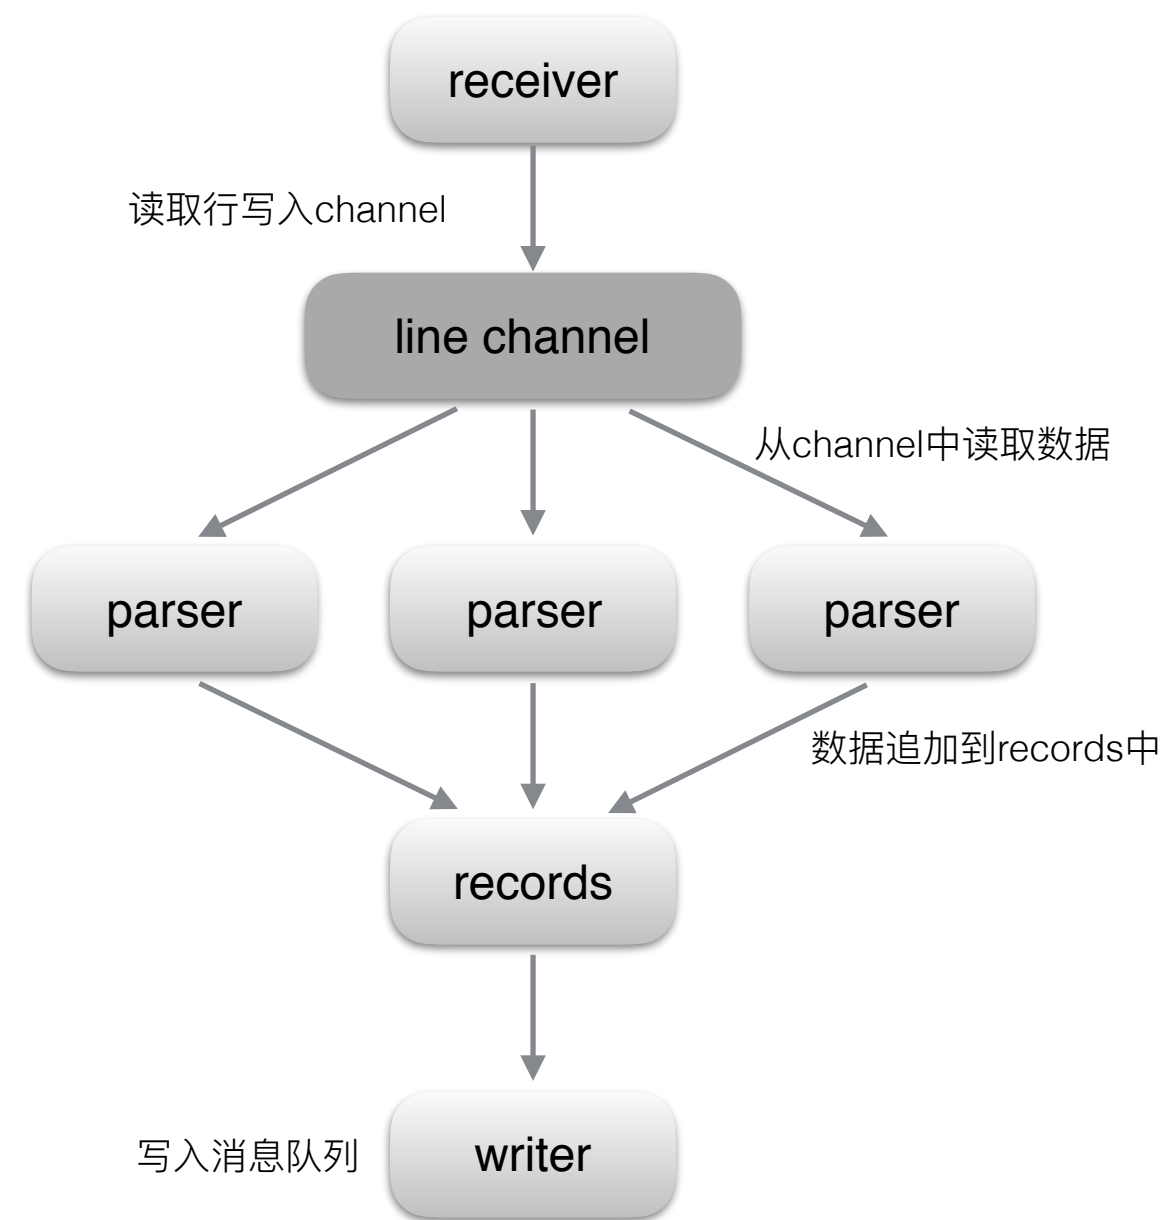 receiver
读取行写入channel
line channel
从channel中读取数据
parser
parser
parser
数据追加到records中
records
写入消息队列
writer